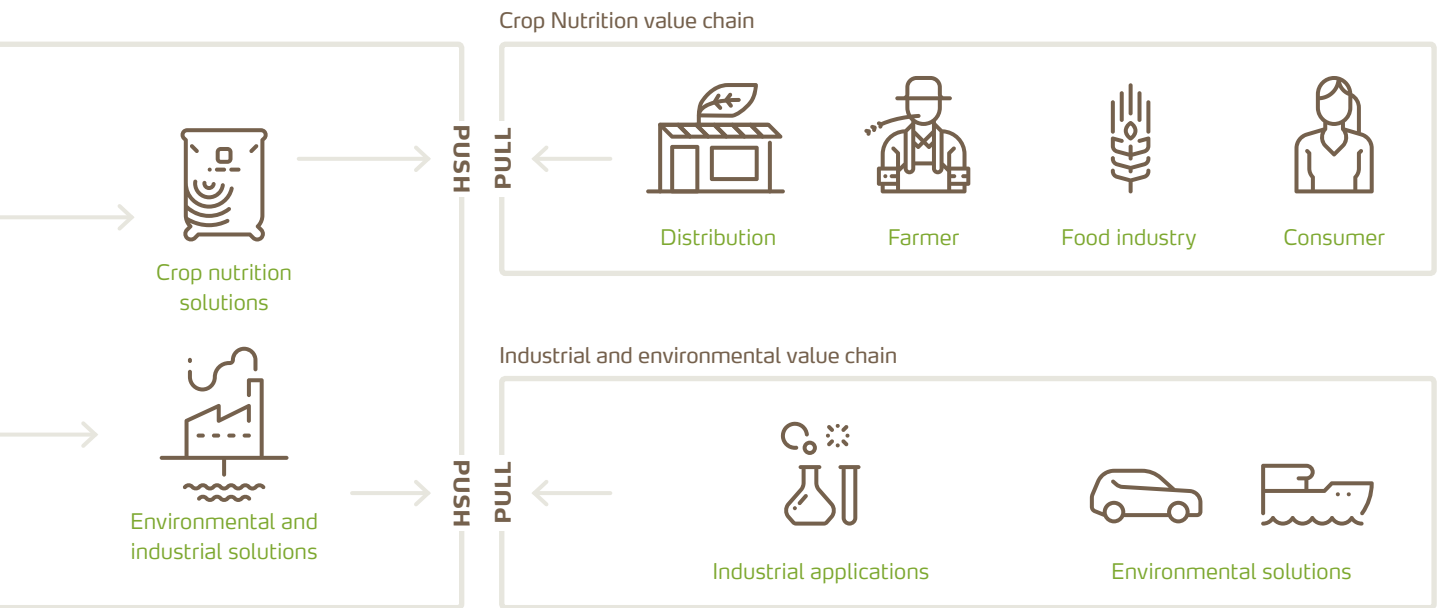 Crop Nutrition value chain
PUSH
PULL
Distribution
Farmer
Food industry
Consumer
Crop nutrition
solutions
Industrial and environmental value chain
PUSH
PULL
Environmental and
industrial solutions
Industrial applications
Environmental solutions